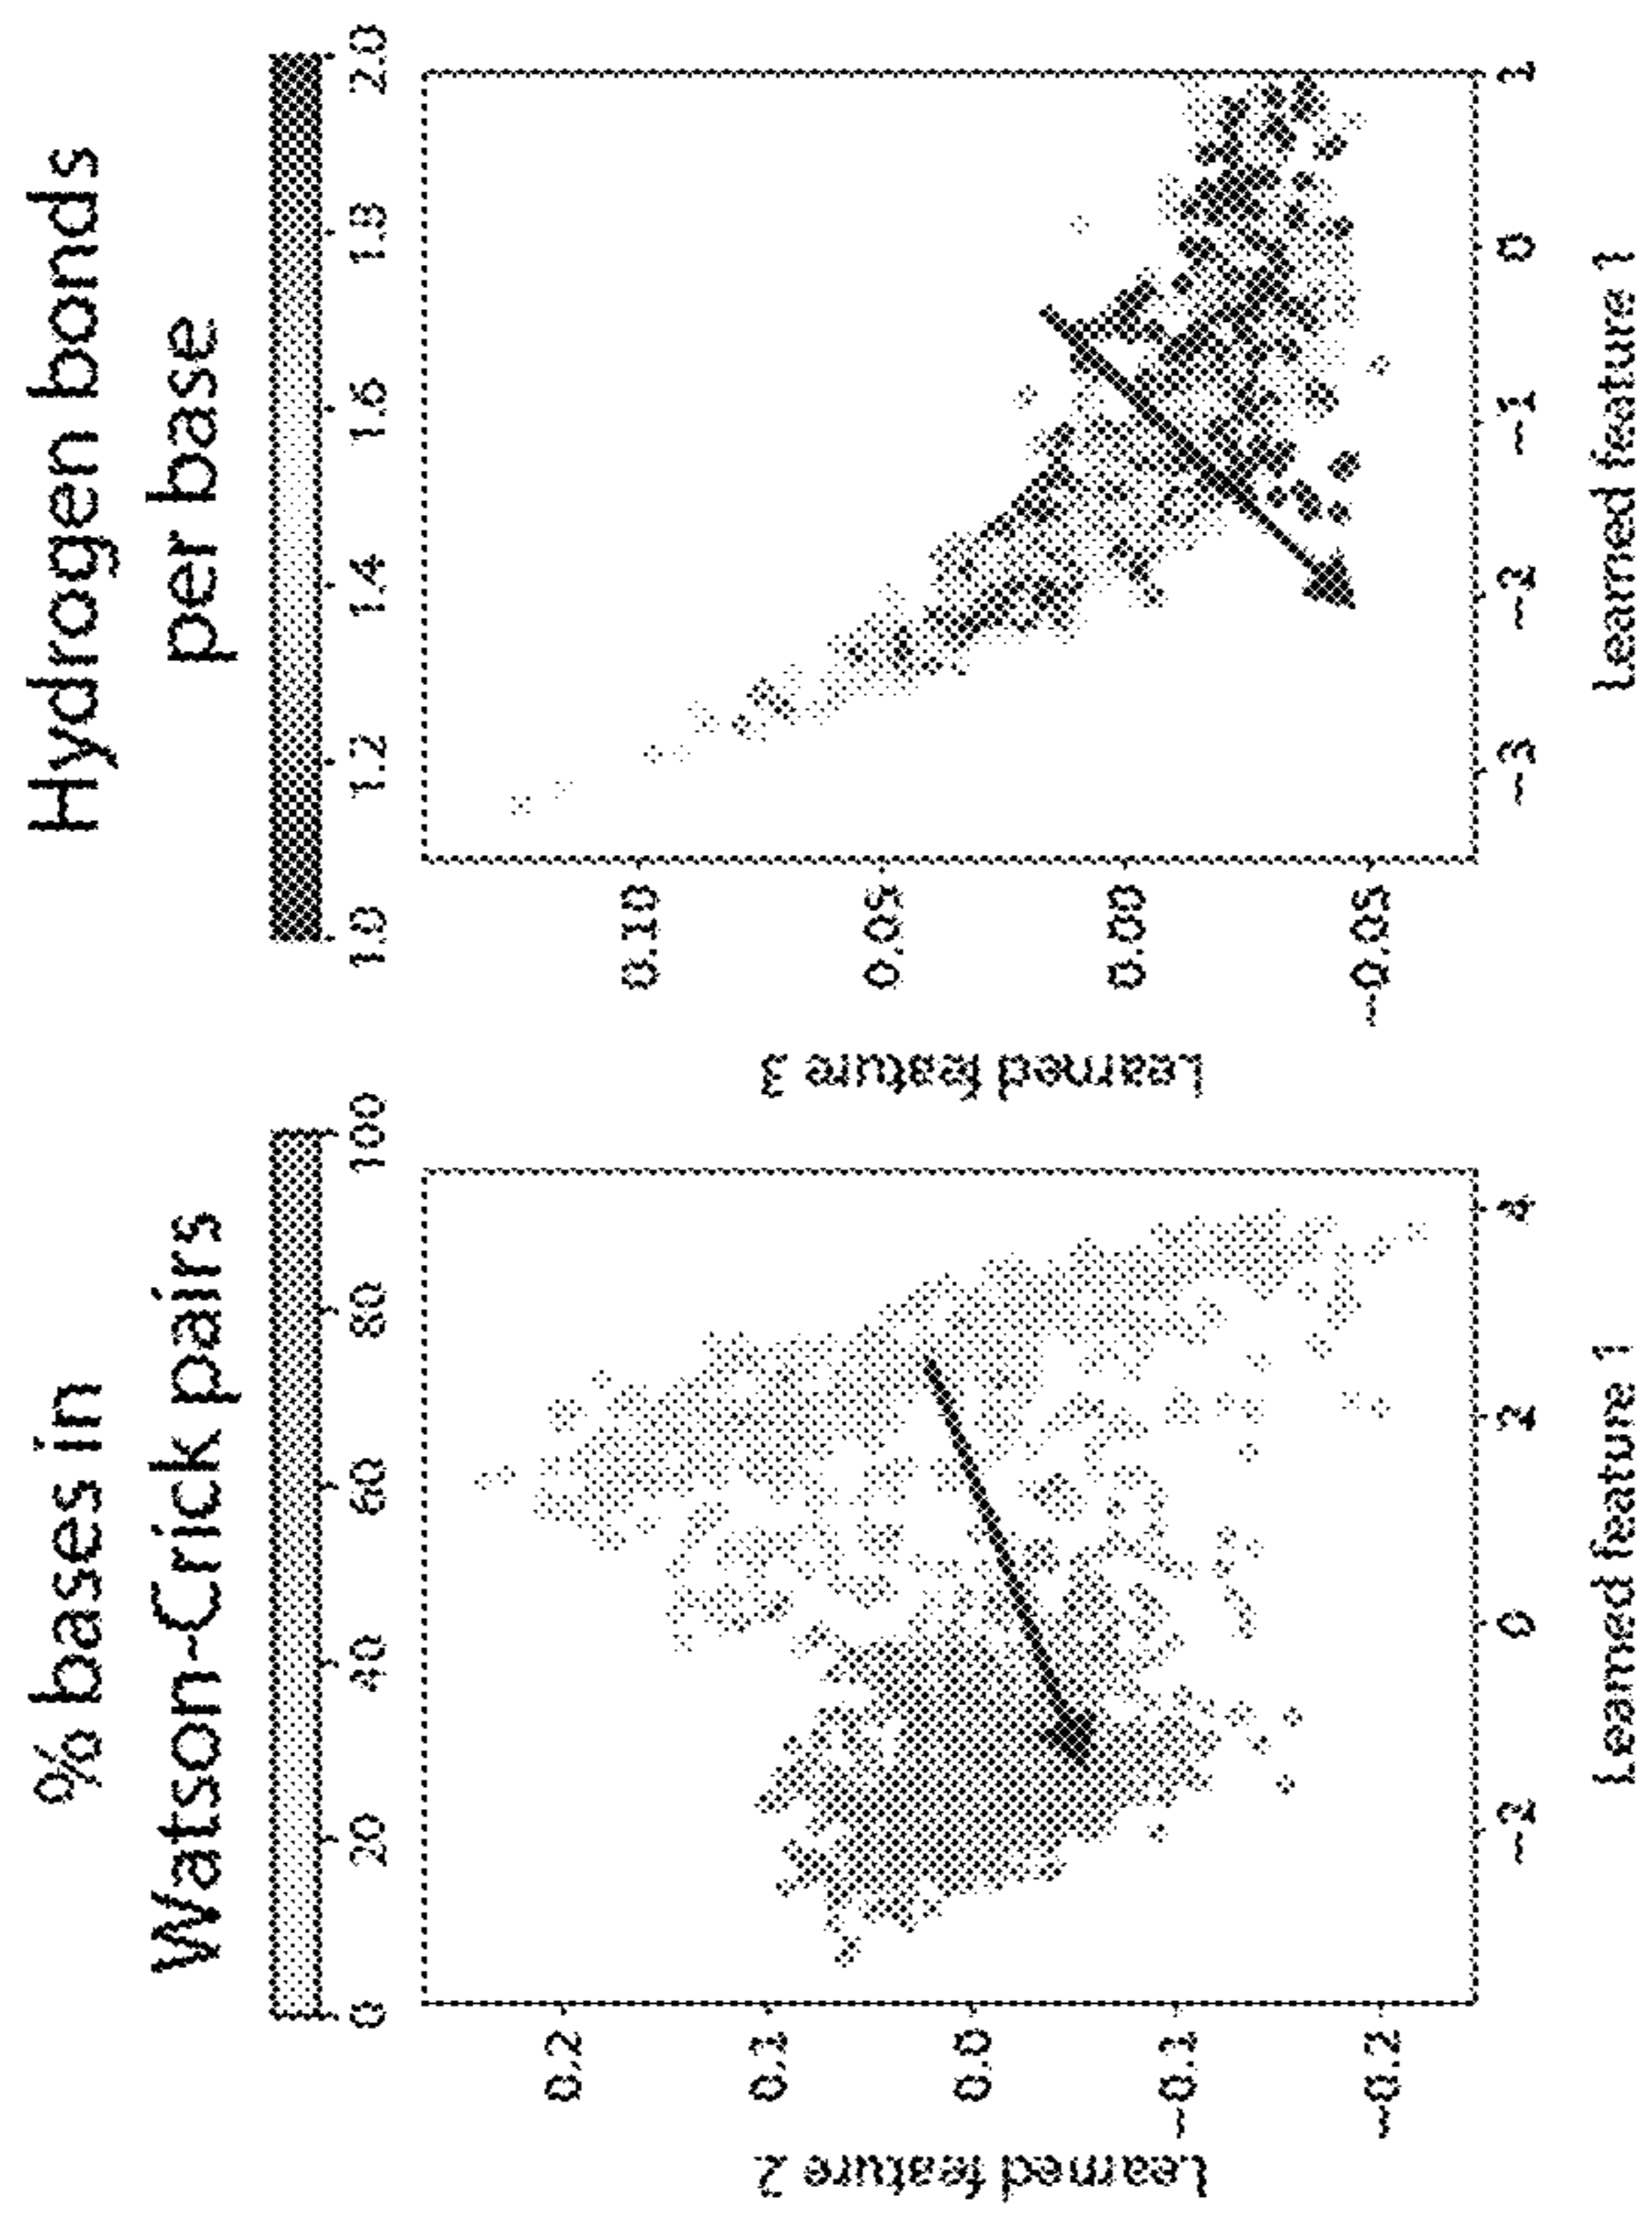 % bases in
Watson-Crick pairs
0 20 40 60 80 100
Learned feature 2
0.2
0.1
0.0
-0.1
-0.2
-2 0 2 4
Learned feature 1
Hydrogen bonds
per base
1.0 1.2 1.4 1.6 1.8 2.0
Learned feature 3
0.10
0.05
0.00
-0.05
-3 -2 -1 0 1
Learned feature 1